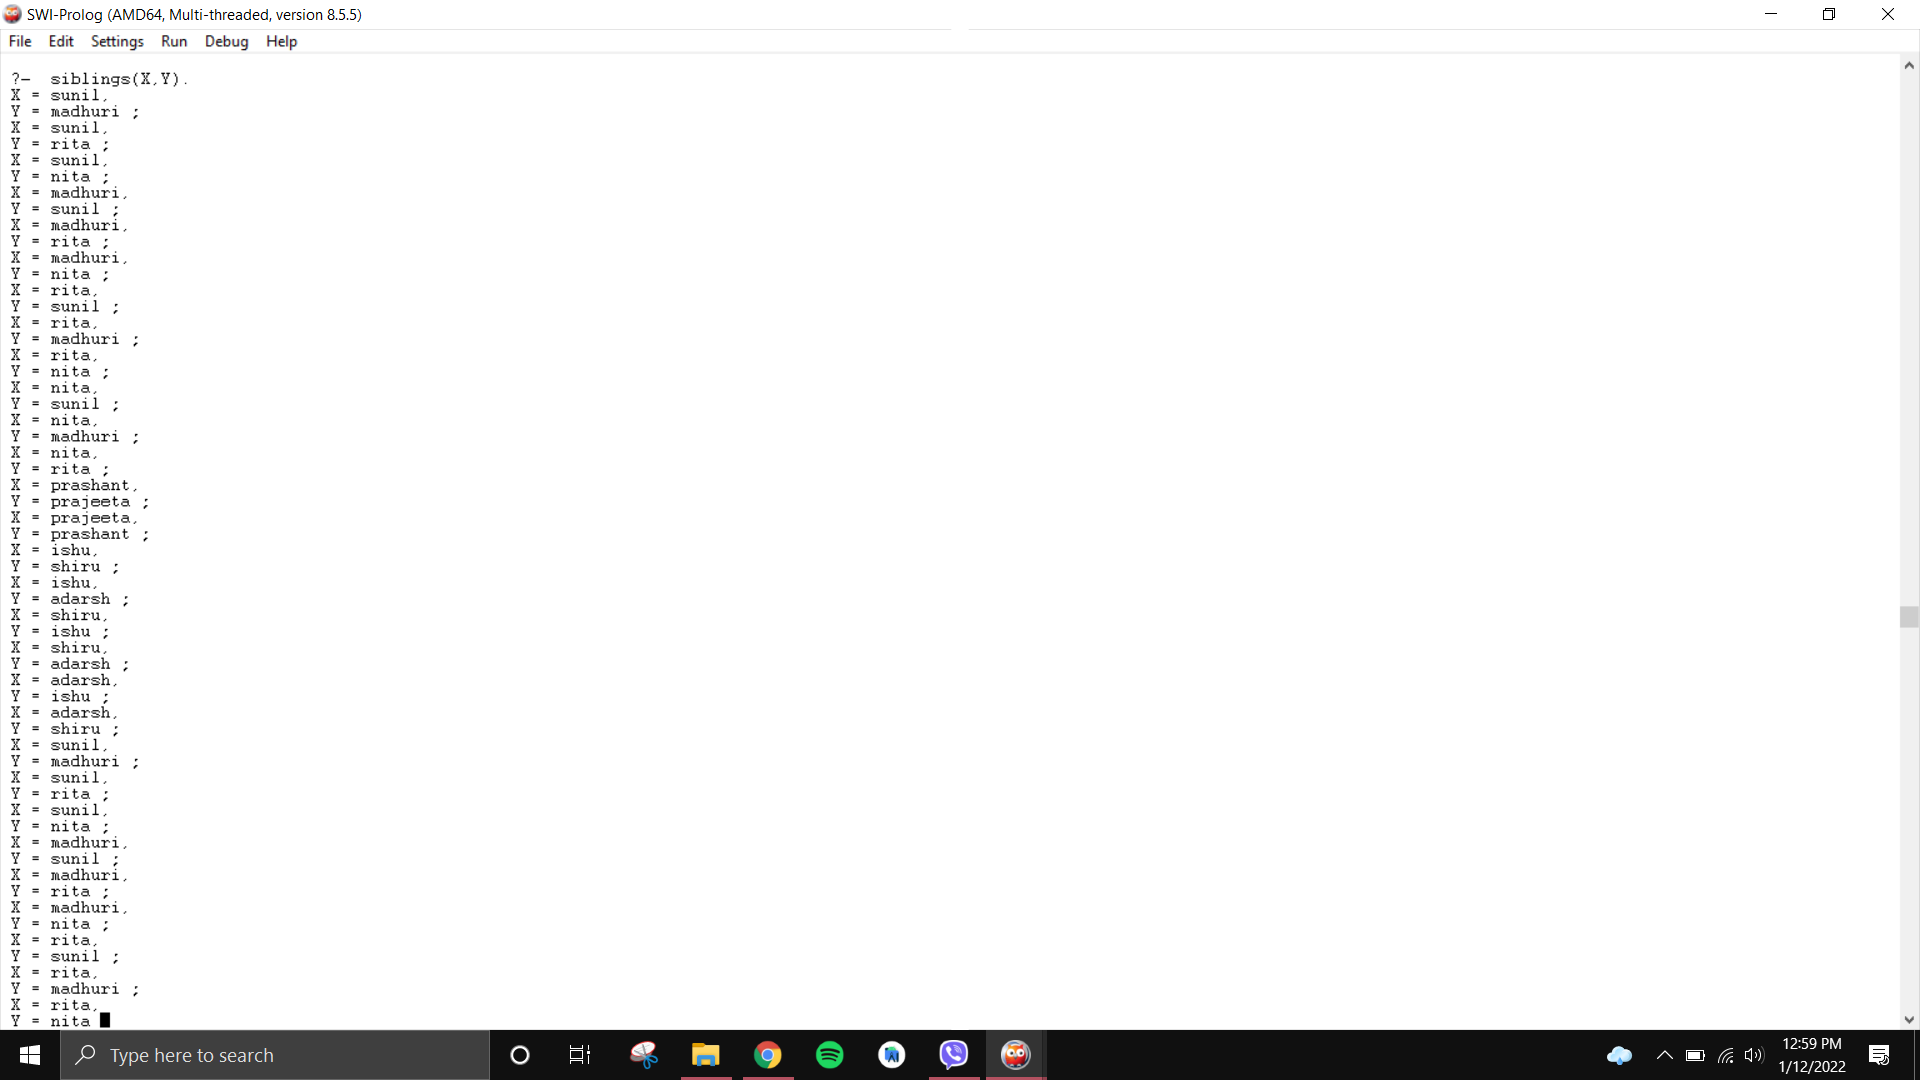 SWI-Prolog (AMD64, Multi-threaded, version 8.5.5)
File Edit Settings Run Debug Help
?-  siblings(X,Y).
X = sunil,
Y = madhuri ;
X = sunil,
Y = rita ;
X = sunil,
Y = nita ;
X = madhuri,
Y = sunil ;
X = madhuri,
Y = rita ;
X = madhuri,
Y = nita ;
X = rita,
Y = sunil ;
X = rita,
Y = madhuri ;
X = rita,
Y = nita ;
X = nita,
Y = sunil ;
X = nita,
Y = madhuri ;
X = nita,
Y = rita ;
X = prashant,
Y = prajeeta ;
X = prajeeta,
Y = prashant ;
X = ishu,
Y = shiru ;
X = ishu,
Y = adarsh ;
X = shiru,
Y = ishu ;
X = shiru,
Y = adarsh ;
X = adarsh,
Y = ishu ;
X = adarsh,
Y = shiru ;
X = sunil,
Y = madhuri ;
X = sunil,
Y = rita ;
X = sunil,
Y = nita ;
X = madhuri,
Y = sunil ;
X = madhuri,
Y = rita ;
X = madhuri,
Y = nita ;
X = rita,
Y = sunil ;
X = rita,
Y = madhuri ;
X = rita,
Y = nita
Type here to search
12:59 PM
1/12/2022